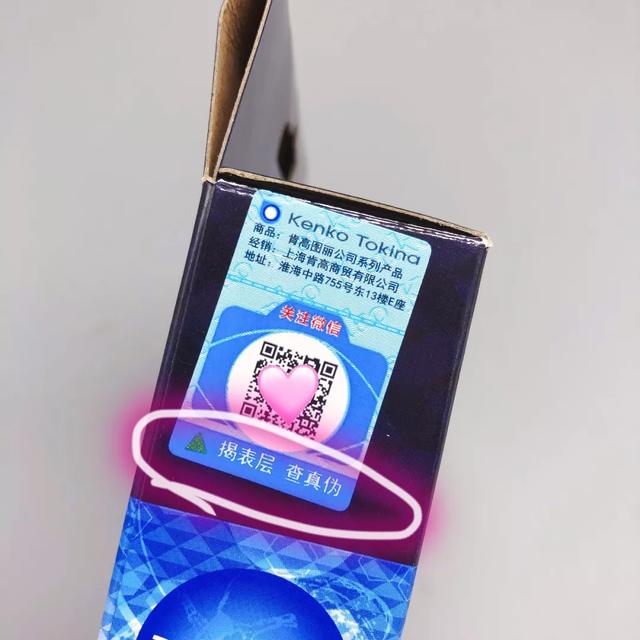 Kenko Tokina
商品：肯高图丽公司系列产品
经销：上海肯高商贸有限公司
地址：淮海中路755号东13楼E座
关注微信
揭表层 查真伪